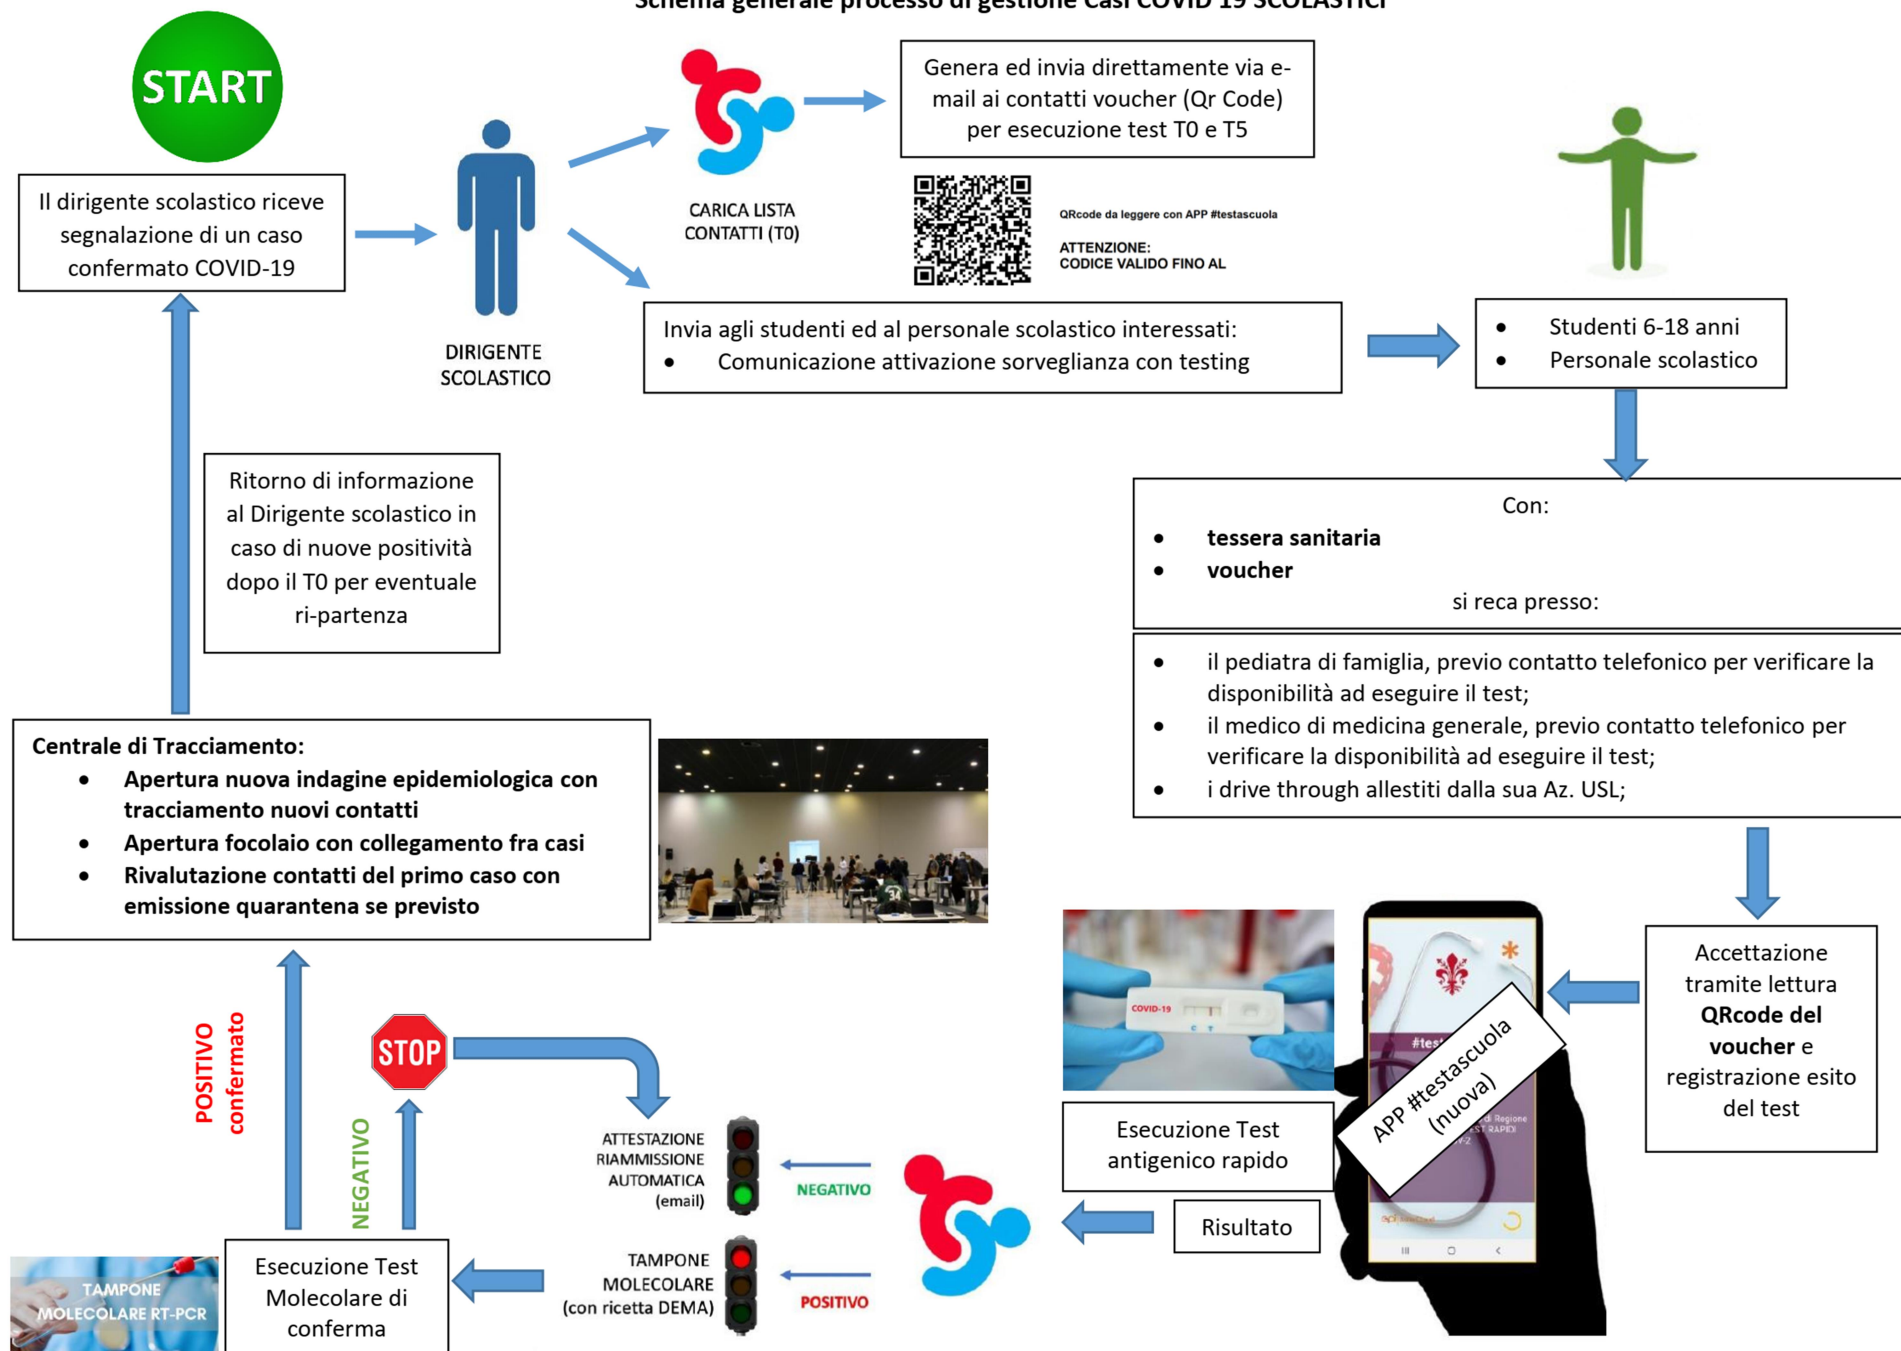 Schema generale processo di gestione Casi COVID 19 SCOLASTICI
START
Il dirigente scolastico riceve
segnalazione di un caso
confermato COVID-19
DIRIGENTE
SCOLASTICO
CARICA LISTA
CONTATTI (T0)
Genera ed invia direttamente via e-
mail ai contatti voucher (Qr Code)
per esecuzione test T0 e T5
QRcode da leggere con APP #testascuola
ATTENZIONE:
CODICE VALIDO FINO AL
Invia agli studenti ed al personale scolastico interessati:
• Comunicazione attivazione sorveglianza con testing
• Studenti 6-18 anni
• Personale scolastico
Con:
• tessera sanitaria
• voucher
si reca presso:
• il pediatra di famiglia, previo contatto telefonico per verificare la
disponibilità ad eseguire il test;
• il medico di medicina generale, previo contatto telefonico per
verificare la disponibilità ad eseguire il test;
• i drive through allestiti dalla sua Az. USL;
Accettazione
tramite lettura
QRcode del
voucher e
registrazione esito
del test
APP #testascuola
(nuova)
#tes
di Regione
EST RAPIDI
V-2
COVID-19
C T
Esecuzione Test
antigenico rapido
Risultato
NEGATIVO
POSITIVO
ATTESTAZIONE
RIAMMISSIONE
AUTOMATICA
(email)
TAMPONE
MOLECOLARE
(con ricetta DEMA)
Esecuzione Test
Molecolare di
conferma
TAMPONE
MOLECOLARE RT-PCR
NEGATIVO
STOP
POSITIVO
confermato
Centrale di Tracciamento:
• Apertura nuova indagine epidemiologica con
tracciamento nuovi contatti
• Apertura focolaio con collegamento fra casi
• Rivalutazione contatti del primo caso con
emissione quarantena se previsto
Ritorno di informazione
al Dirigente scolastico in
caso di nuove positività
dopo il T0 per eventuale
ri-partenza